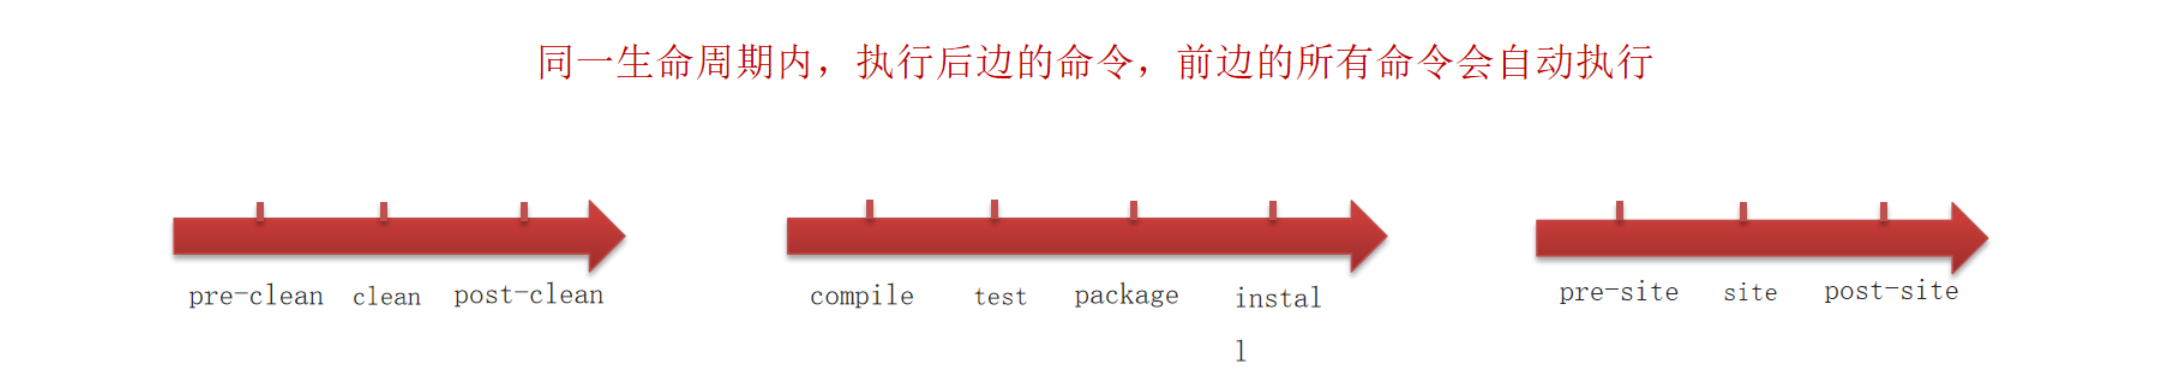 同一生命周期内，执行后边的命令，前边的所有命令会自动执行
pre-clean clean post-clean
compile test package instal
l
pre-site site post-site